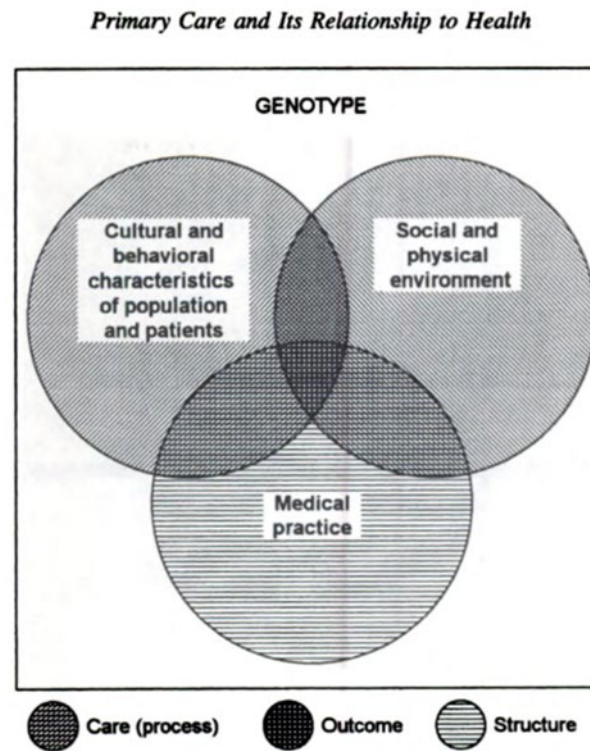 Primary Care and Its Relationship to Health
GENOTYPE
Cultural and
behavioral
characteristics
of population
and patients
Social and
physical
environment
Medical
practice
Care (process)
Outcome
Structure